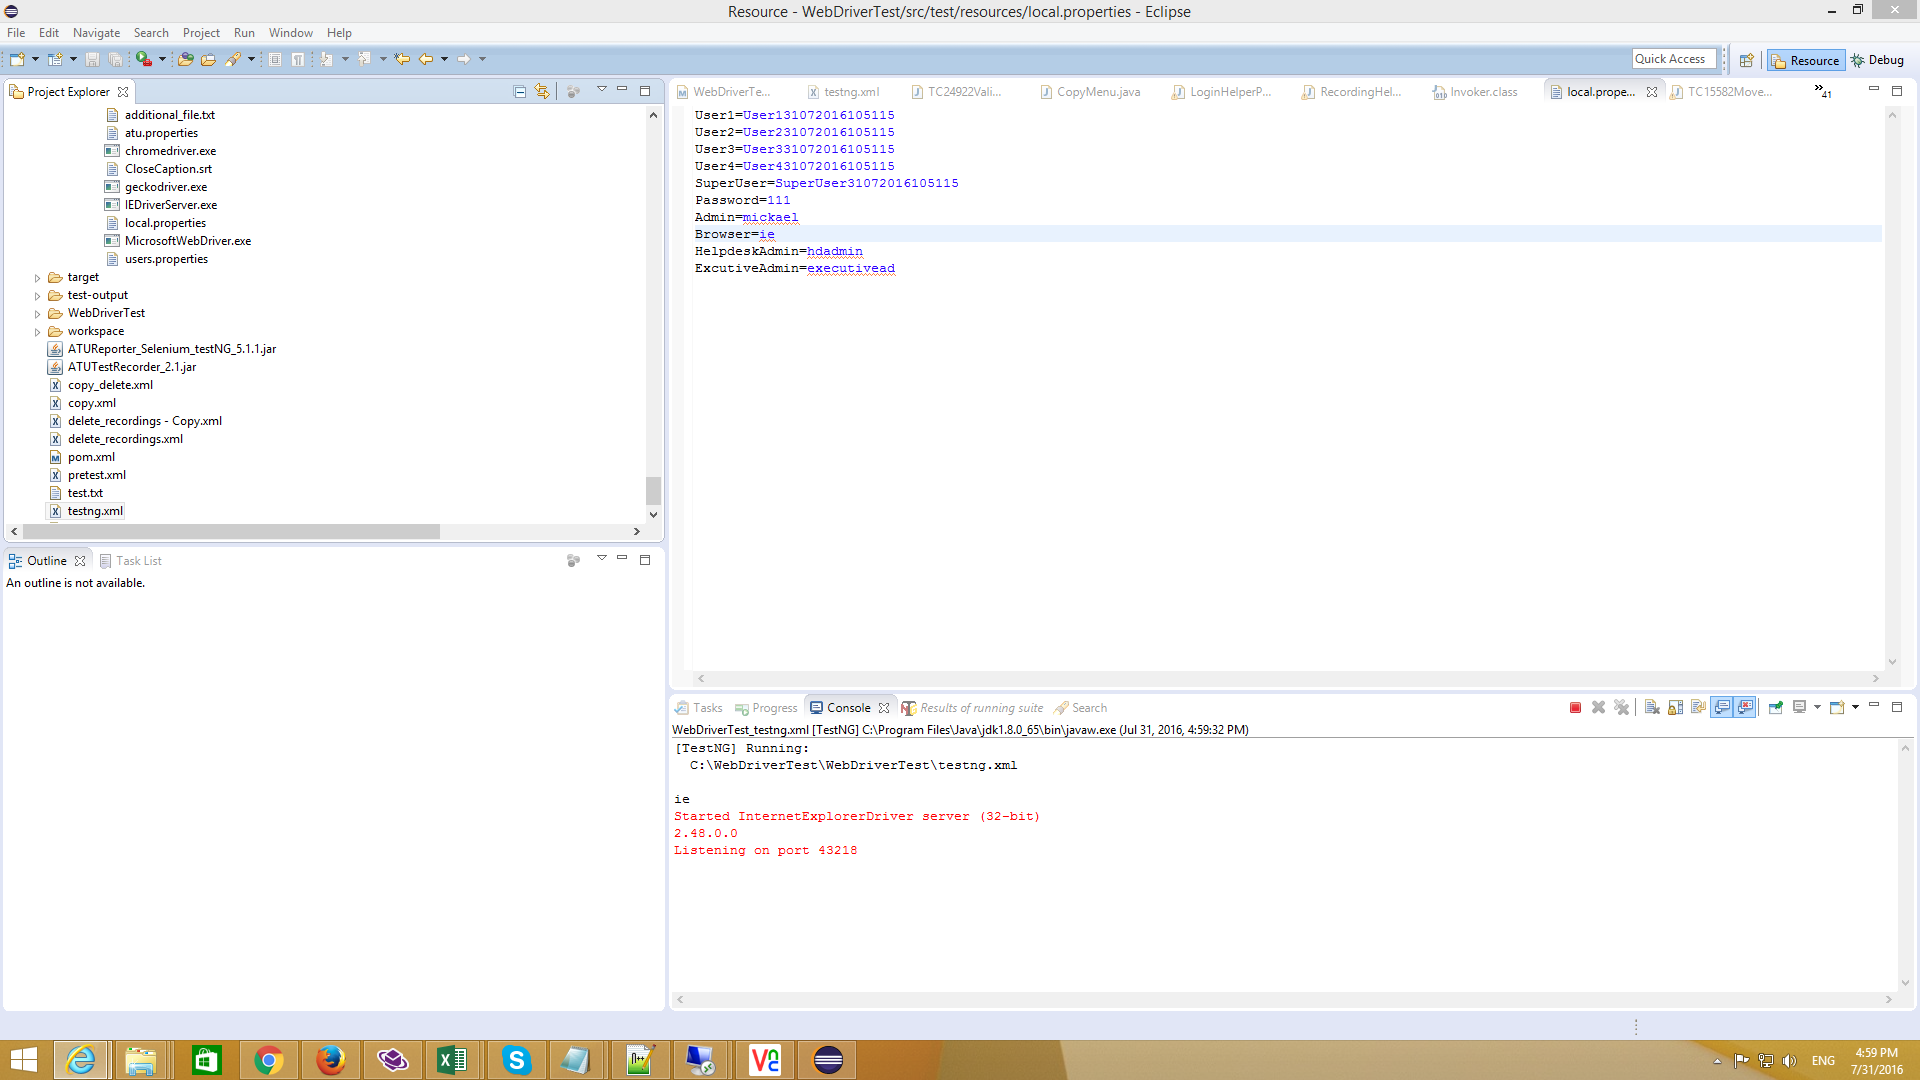 Resource - WebDriverTest/src/test/resources/local.properties - Eclipse
File Edit Navigate Search Project Run Window Help
Quick Access
Resource
Debug
Project Explorer
additional_file.txt
atu.properties
chromedriver.exe
CloseCaption.srt
geckodriver.exe
IEDriverServer.exe
local.properties
MicrosoftWebDriver.exe
users.properties
target
test-output
WebDriverTest
workspace
ATUReporter_Selenium_testNG_5.1.1.jar
ATUTestRecorder_2.1.jar
copy_delete.xml
copy.xml
delete_recordings - Copy.xml
delete_recordings.xml
pom.xml
pretest.xml
test.txt
testng.xml
Outline
Task List
An outline is not available.
WebDriverTe...
testng.xml
TC24922Vali...
CopyMenu.java
LoginHelperP...
RecordingHel...
Invoker.class
local.prope...
TC15582Move...
»41
User1=User131072016105115
User2=User231072016105115
User3=User331072016105115
User4=User431072016105115
SuperUser=SuperUser31072016105115
Password=111
Admin=mickael
Browser=ie
HelpdeskAdmin=hdadmin
ExcutiveAdmin=executivead
Tasks
Progress
Console
Results of running suite
Search
WebDriverTest_testng.xml [TestNG] C:\Program Files\Java\jdk1.8.0_65\bin\javaw.exe (Jul 31, 2016, 4:59:32 PM)
[TestNG] Running:
C:\WebDriverTest\WebDriverTest\testng.xml
ie
Started InternetExplorerDriver server (32-bit)
2.48.0.0
Listening on port 43218
ENG
4:59 PM
7/31/2016